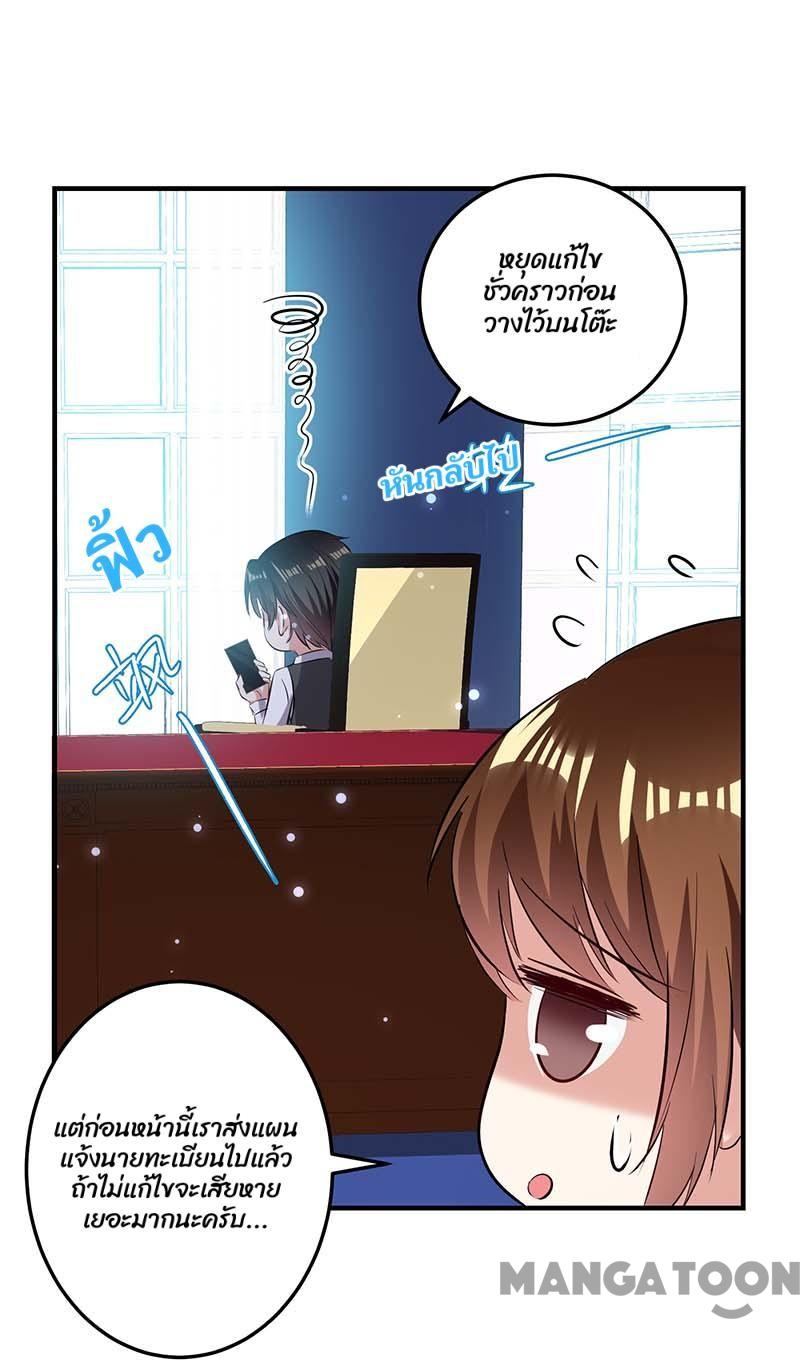 หยุดแก้ไข
ชั่วคราวก่อน
วางไว้บนโต๊ะ
หันกลับไป
ฟิ้ว
飒
แต่ก่อนหน้านี้เราส่งแผน
แจ้งนายทะเบียนไปแล้ว
ถ้าไม่แก้ไขจะเสียหาย
เยอะมากนะครับ...
MANGATOON